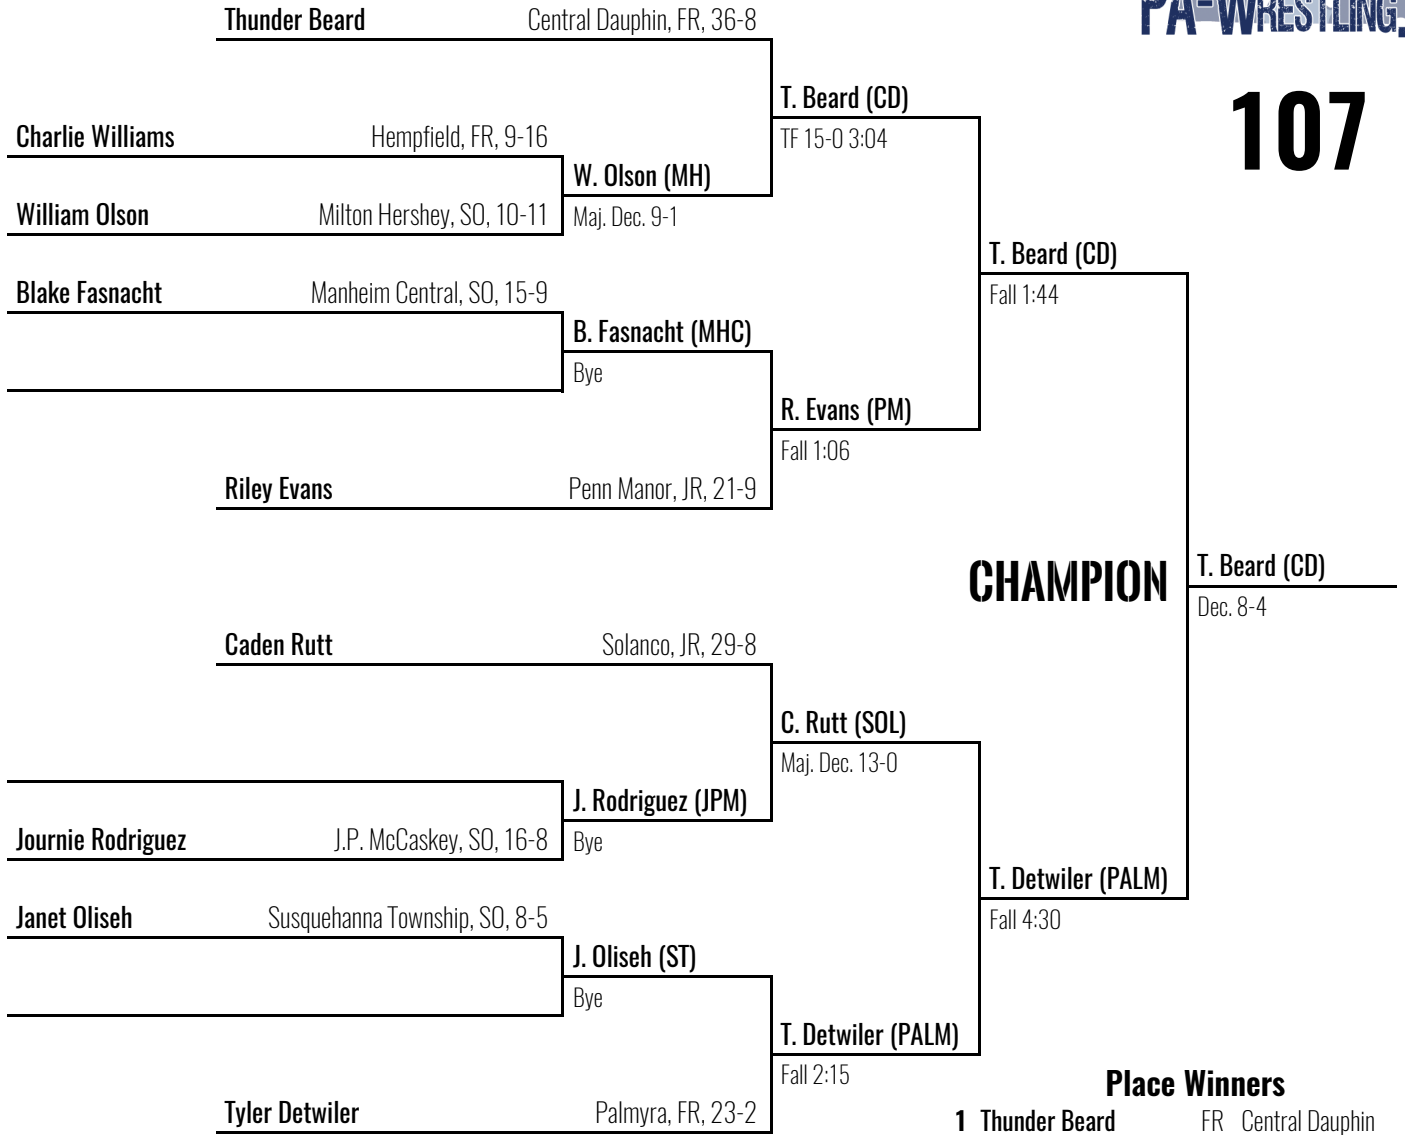 PA-WRESTLING.
107
Thunder Beard Central Dauphin, FR, 36-8
T. Beard (CD)
TF 15-0 3:04
Charlie Williams Hempfield, FR, 9-16
W. Olson (MH)
Maj. Dec. 9-1
William Olson Milton Hershey, SO, 10-11
T. Beard (CD)
Fall 1:44
Blake Fasnacht Manheim Central, SO, 15-9
B. Fasnacht (MHC)
Bye
R. Evans (PM)
Fall 1:06
Riley Evans Penn Manor, JR, 21-9
CHAMPION
T. Beard (CD)
Dec. 8-4
Caden Rutt Solanco, JR, 29-8
C. Rutt (SOL)
Maj. Dec. 13-0
J. Rodriguez (JPM)
Bye
Journie Rodriguez J.P. McCaskey, SO, 16-8
T. Detwiler (PALM)
Fall 4:30
Janet Oliseh Susquehanna Township, SO, 8-5
J. Oliseh (ST)
Bye
T. Detwiler (PALM)
Fall 2:15
Tyler Detwiler Palmyra, FR, 23-2
Place Winners
1 Thunder Beard FR Central Dauphin